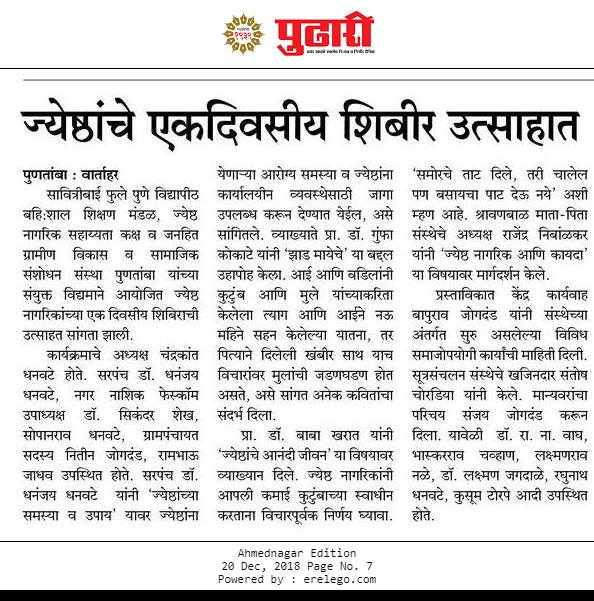 पुढारी
ज्येष्ठांचे एकदिवसीय शिबीर उत्साहात
पुणतांबा : वार्ताहर
सावित्रीबाई फुले पुणे विद्यापीठ
बहि:शाल शिक्षण मंडळ, ज्येष्ठ
नागरिक सहाय्यता कक्ष व जनहित
ग्रामीण विकास व सामाजिक
संशोधन संस्था पुणतांबा यांच्या
संयुक्त विद्यमाने आयोजित ज्येष्ठ
नागरिकांच्या एक दिवसीय शिबिराची
उत्साहत सांगता झाली.
कार्यक्रमाचे अध्यक्ष चंद्रकांत
धनवटे होते. सरपंच डॉ. धनंजय
धनवटे, नगर नाशिक फेस्कॉम
उपाध्यक्ष डॉ. सिकंदर शेख,
सोपानराव धनवटे, ग्रामपंचायत
सदस्य नितीन जोगदंड, रामभाऊ
जाधव उपस्थित होते. सरपंच डॉ.
धनंजय धनवटे यांनी ‘ज्येष्ठांच्या
समस्या व उपाय’ यावर ज्येष्ठांना
येणाऱ्या आरोग्य समस्या व ज्येष्ठांना
कार्यालयीन व्यवस्थेसाठी जागा
उपलब्ध करून देण्यात येईल, असे
सांगितले. व्याख्याते प्रा. डॉ. गुंफा
कोकाटे यांनी ‘झाड मायेचे’ या बद्दल
उहापोह केला. आई आणि वडिलांनी
कुटुंब आणि मुले यांच्याकरिता
केलेला त्याग आणि आईने नऊ
महिने सहन केलेल्या यातना, तर
पित्याने दिलेली खंबीर साथ याच
विचारांवर मुलांची जडणघडण होत
असते, असे सांगत अनेक कवितांचा
संदर्भ दिला.
प्रा. डॉ. बाबा खरात यांनी
‘ज्येष्ठांचे आनंदी जीवन’ या विषयावर
व्याख्यान दिले. ज्येष्ठ नागरिकांनी
आपली कमाई कुटुंबाच्या स्वाधीन
करताना विचारपूर्वक निर्णय घ्यावा.
‘समोरचे ताट दिले, तरी चालेल
पण बसायचा पाट देऊ नये’ अशी
म्हण आहे. श्रावणबाळ माता-पिता
संस्थेचे अध्यक्ष राजेंद्र निबांळकर
यांनी ‘ज्येष्ठ नागरिक आणि कायदा’
या विषयावर मार्गदर्शन केले.
प्रस्ताविकात केंद्र कार्यवाह
बापुराव जोगदंड यांनी संस्थेच्या
अंतर्गत सुरु असलेल्या विविध
समाजोपयोगी कार्यांची माहिती दिली.
सूत्रसंचलन संस्थेचे खजिनदार संतोष
चोरडिया यांनी केले. मान्यवरांचा
परिचय संजय जोगदंड करून
दिला. यावेळी डॉ. रा. ना. वाघ,
भास्करराव चव्हाण, लक्ष्मणराव
नळे, डॉ. लक्ष्मण जगदाळे, रघुनाथ
धनवटे, कुसूम टोरपे आदी उपस्थित
होते.
Ahmednagar Edition
20 Dec, 2018 Page No. 7
Powered by : erelego.com